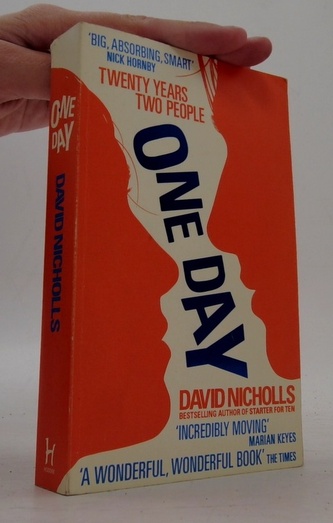 'BIG, ABSORBING, SMART'
NICK HORNBY
TWENTY YEARS
TWO PEOPLE
ONE DAY
DAVID NICHOLLS
BESTSELLING AUTHOR OF STARTER FOR TEN
'INCREDIBLY MOVING'
MARIAN KEYES
'A WONDERFUL, WONDERFUL BOOK' THE TIMES
ONE
DAY
DAVID NICHOLLS
H